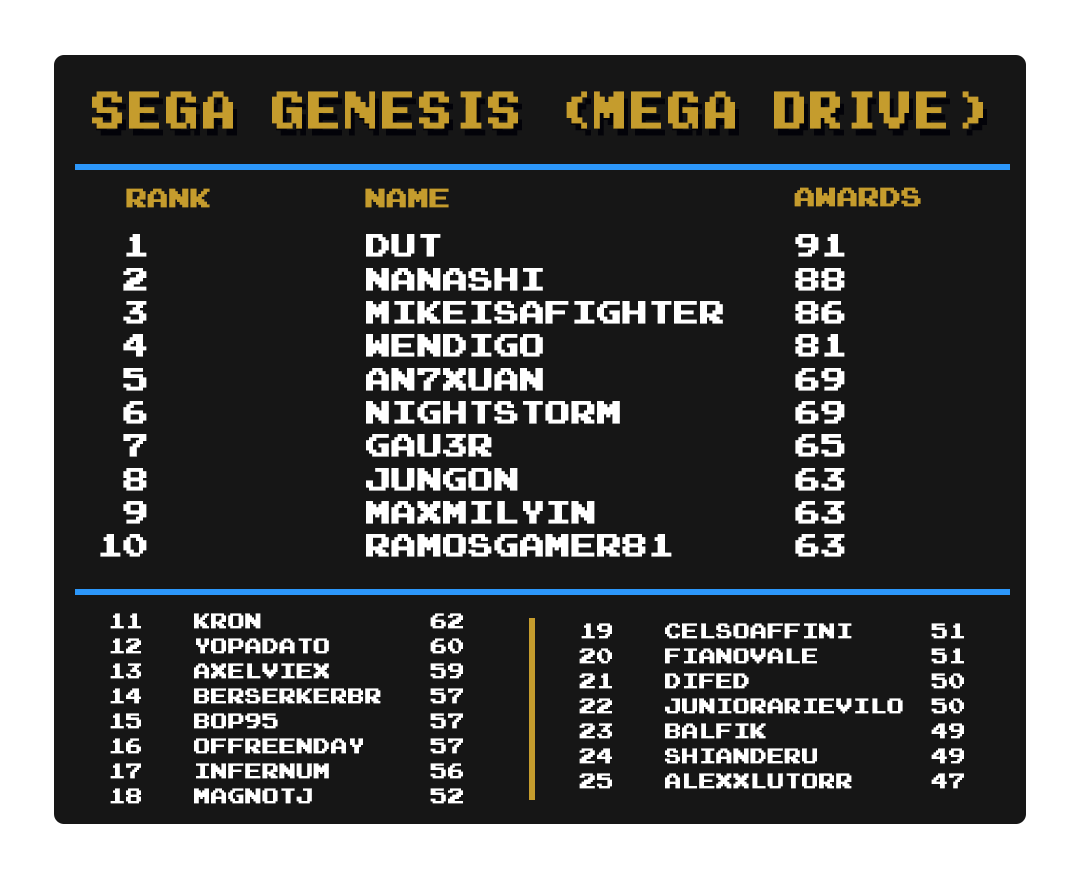 SEGA GENESIS (MEGA DRIVE)
RANK NAME AWARDS
1 DUT 91
2 NANASHI 88
3 MIKEISAFIGHTER 86
4 WENDIGO 81
5 AN7XUAN 69
6 NIGHTSTORM 69
7 GAU3R 65
8 JUNGON 63
9 MAXMILYIN 63
10 RAMOSGAMER81 63
11 KRON 62
12 YOPADATO 60
13 AXELVIEX 59
14 BERSERKERBR 57
15 BOP95 57
16 OFFREENDAY 57
17 INFERNUM 56
18 MAGNOTJ 52
19 CELSOAFFINI 51
20 FIANOVALE 51
21 DIFED 50
22 JUNIORARIEVILO 50
23 BALFIK 49
24 SHIANDERU 49
25 ALEXXLUTORR 47